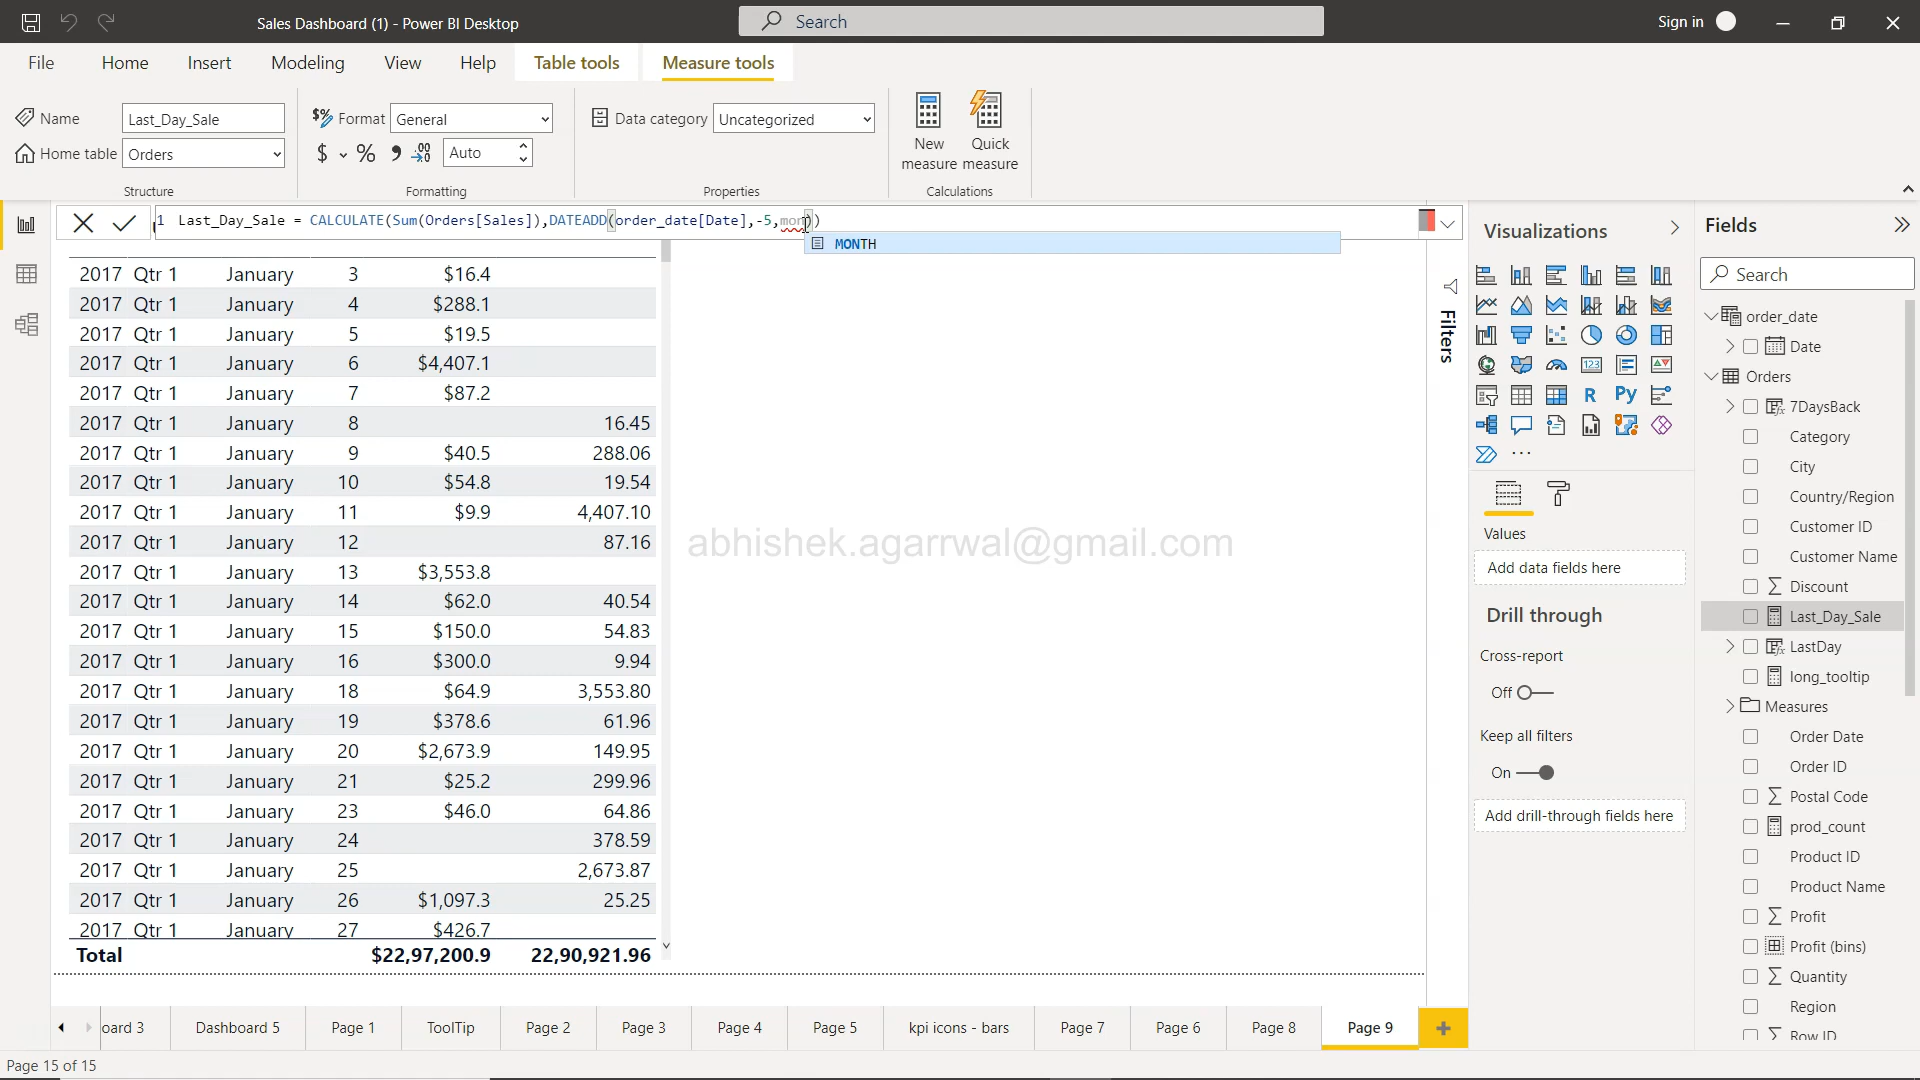 Sales Dashboard (1) - Power BI Desktop
Search
Sign in
File Home Insert Modeling View Help Table tools Measure tools
Name Last_Day_Sale
Home table Orders
Structure
Format General
$ % Auto
Formatting
Data category Uncategorized
Properties
New measure
Quick measure
Calculations
1 Last_Day_Sale = CALCULATE(Sum(Orders[Sales]),DATEADD(order_date[Date],-5,mon))
MONTH
2017 Qtr 1 January 3 $16.4
2017 Qtr 1 January 4 $288.1
2017 Qtr 1 January 5 $19.5
2017 Qtr 1 January 6 $4,407.1
2017 Qtr 1 January 7 $87.2
2017 Qtr 1 January 8 16.45
2017 Qtr 1 January 9 $40.5 288.06
2017 Qtr 1 January 10 $54.8 19.54
2017 Qtr 1 January 11 $9.9 4,407.10
2017 Qtr 1 January 12 87.16
2017 Qtr 1 January 13 $3,553.8
2017 Qtr 1 January 14 $62.0 40.54
2017 Qtr 1 January 15 $150.0 54.83
2017 Qtr 1 January 16 $300.0 9.94
2017 Qtr 1 January 18 $64.9 3,553.80
2017 Qtr 1 January 19 $378.6 61.96
2017 Qtr 1 January 20 $2,673.9 149.95
2017 Qtr 1 January 21 $25.2 299.96
2017 Qtr 1 January 23 $46.0 64.86
2017 Qtr 1 January 24 378.59
2017 Qtr 1 January 25 2,673.87
2017 Qtr 1 January 26 $1,097.3 25.25
2017 Qtr 1 January 27 $426.7
Total $22,97,200.9 22,90,921.96
abhishek.agarrwal@gmail.com
Filters
Visualizations
R Py
123
Values
Add data fields here
Drill through
Cross-report
Off
Keep all filters
On
Add drill-through fields here
Fields
Search
order_date
Date
Orders
7DaysBack
Category
City
Country/Region
Customer ID
Customer Name
Discount
Last_Day_Sale
LastDay
long_tooltip
Measures
Order Date
Order ID
Postal Code
prod_count
Product ID
Product Name
Profit
Profit (bins)
Quantity
Region
Row ID
oard 3 Dashboard 5 Page 1 ToolTip Page 2 Page 3 Page 4 Page 5 kpi icons - bars Page 7 Page 6 Page 8 Page 9
Page 15 of 15